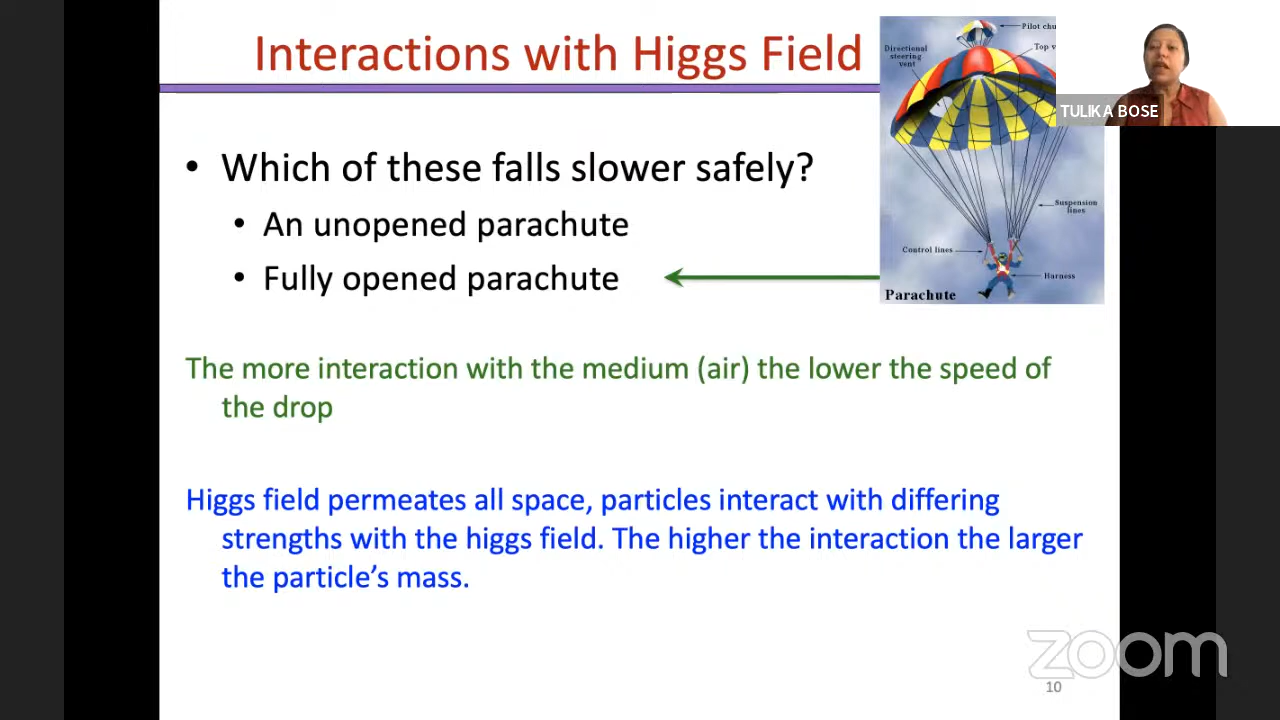 Interactions with Higgs Field
Pilot chu
Directional
steering
vent
Top v
TULIKA BOSE
• Which of these falls slower safely?
• An unopened parachute
• Fully opened parachute
Suspension
lines
Control lines
Harness
Parachute
The more interaction with the medium (air) the lower the speed of
the drop
Higgs field permeates all space, particles interact with differing
strengths with the higgs field. The higher the interaction the larger
the particle's mass.
zoom
10